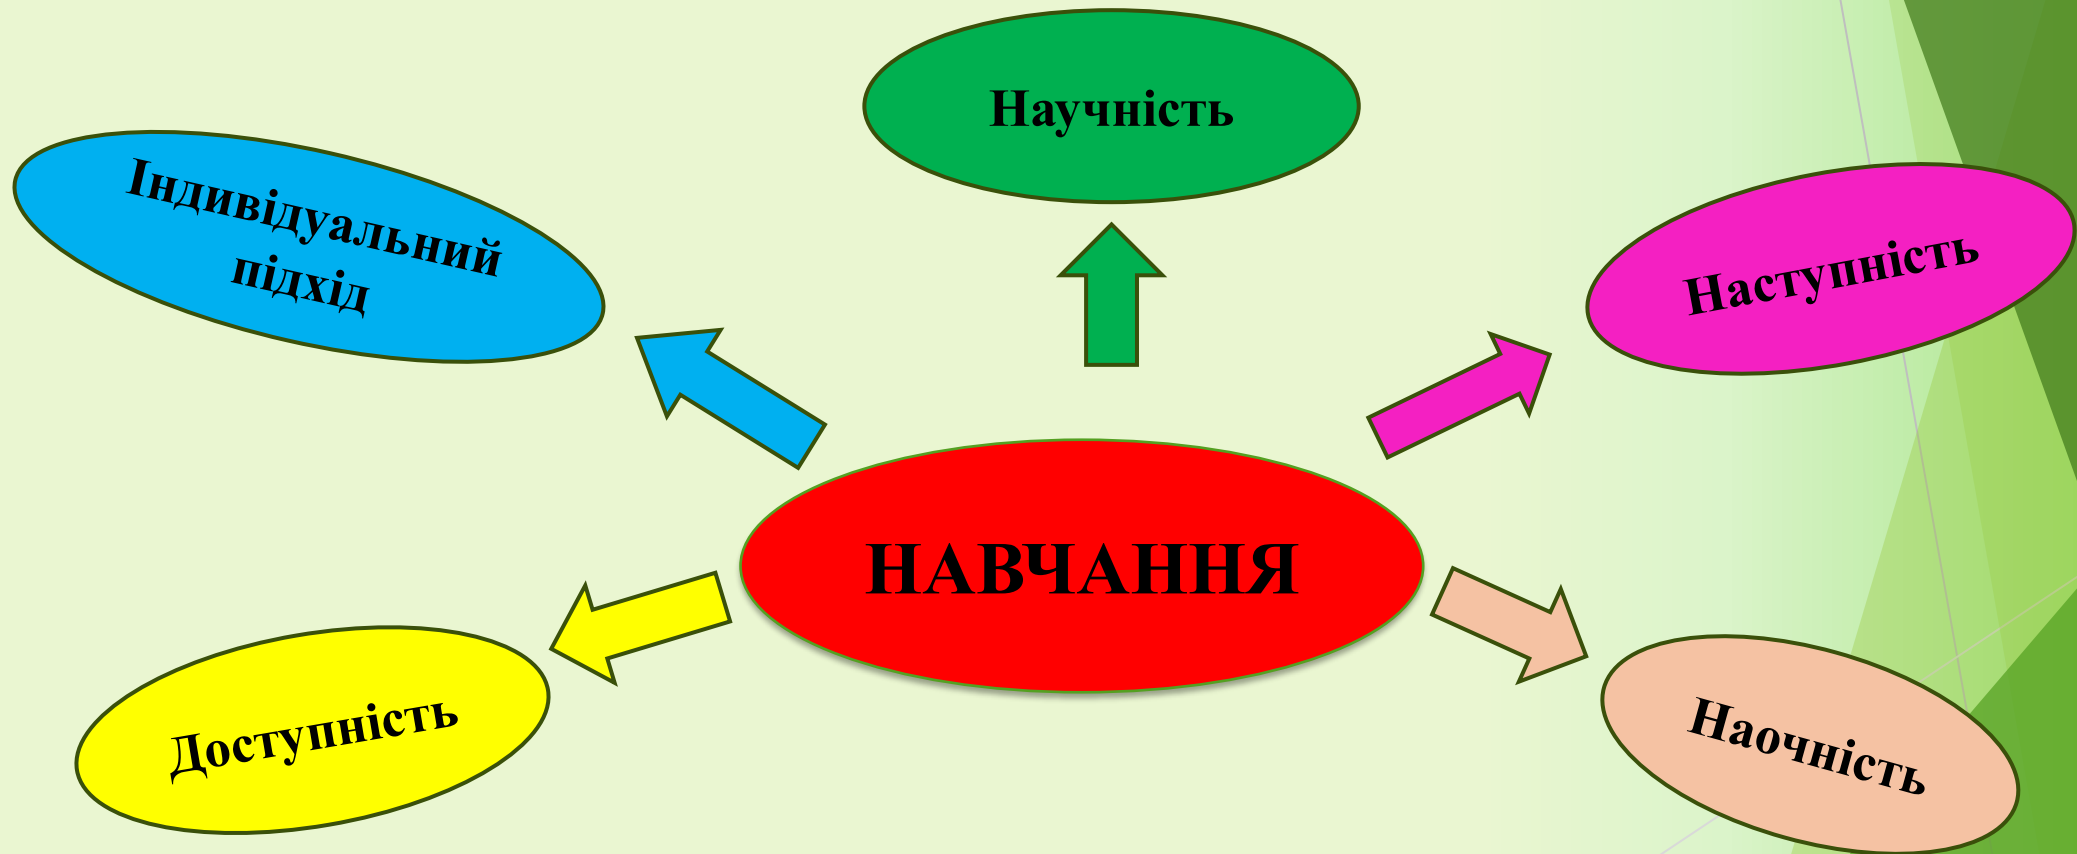 Научність
Індивідуальний
підхід
Наступність
НАВЧАННЯ
Доступність
Наочність